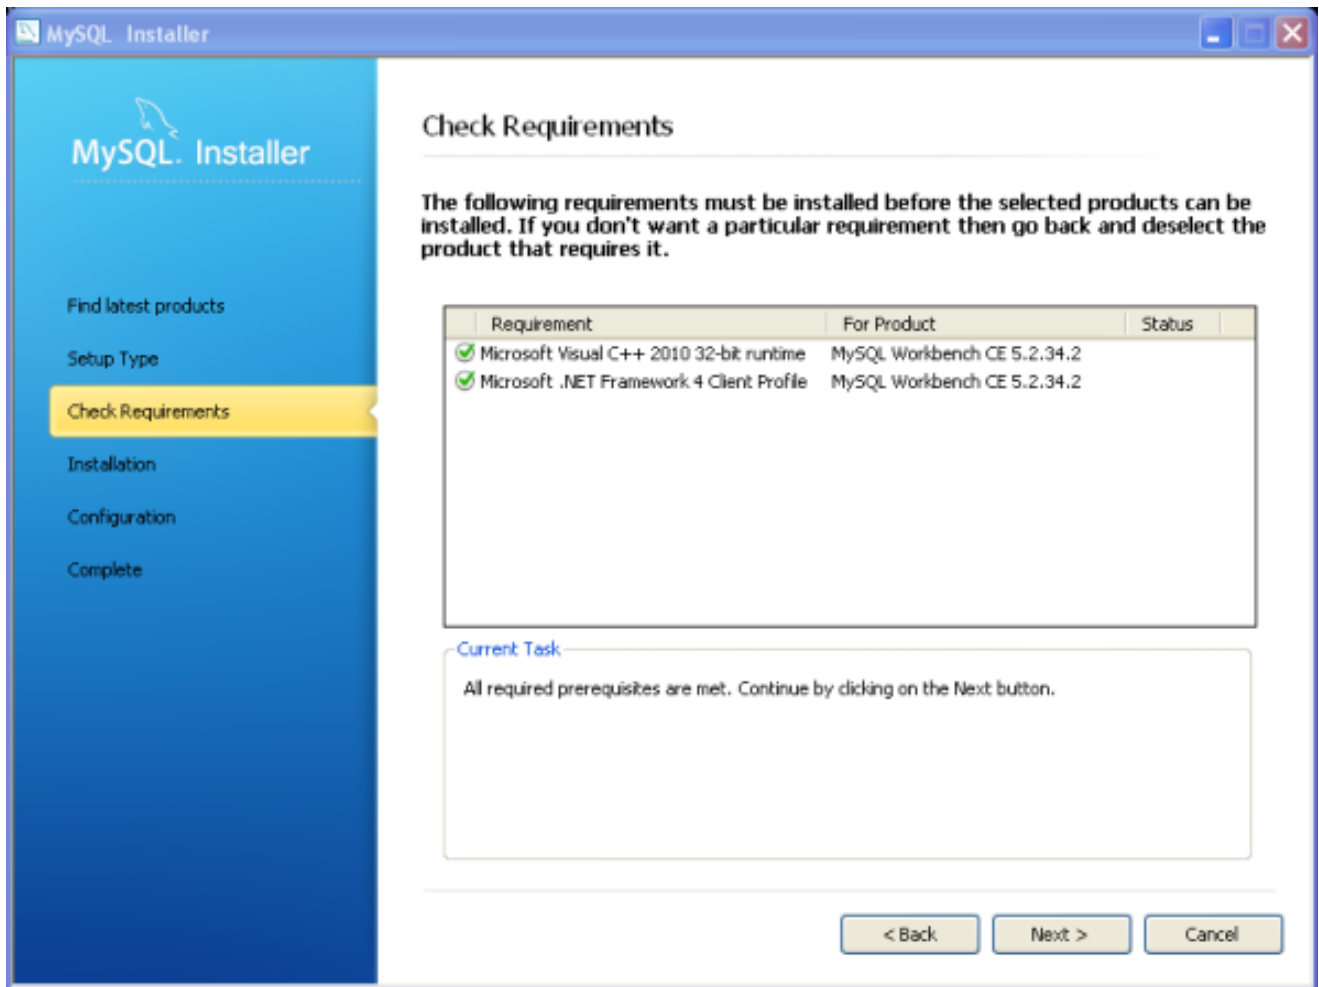 MySQL Installer
MySQL. Installer
Find latest products
Setup Type
Check Requirements
Installation
Configuration
Complete
Check Requirements
The following requirements must be installed before the selected products can be
installed. If you don't want a particular requirement then go back and deselect the
product that requires it.
Requirement For Product Status
Microsoft Visual C++ 2010 32-bit runtime MySQL Workbench CE 5.2.34.2
Microsoft .NET Framework 4 Client Profile MySQL Workbench CE 5.2.34.2
Current Task
All required prerequisites are met. Continue by clicking on the Next button.
< Back Next > Cancel